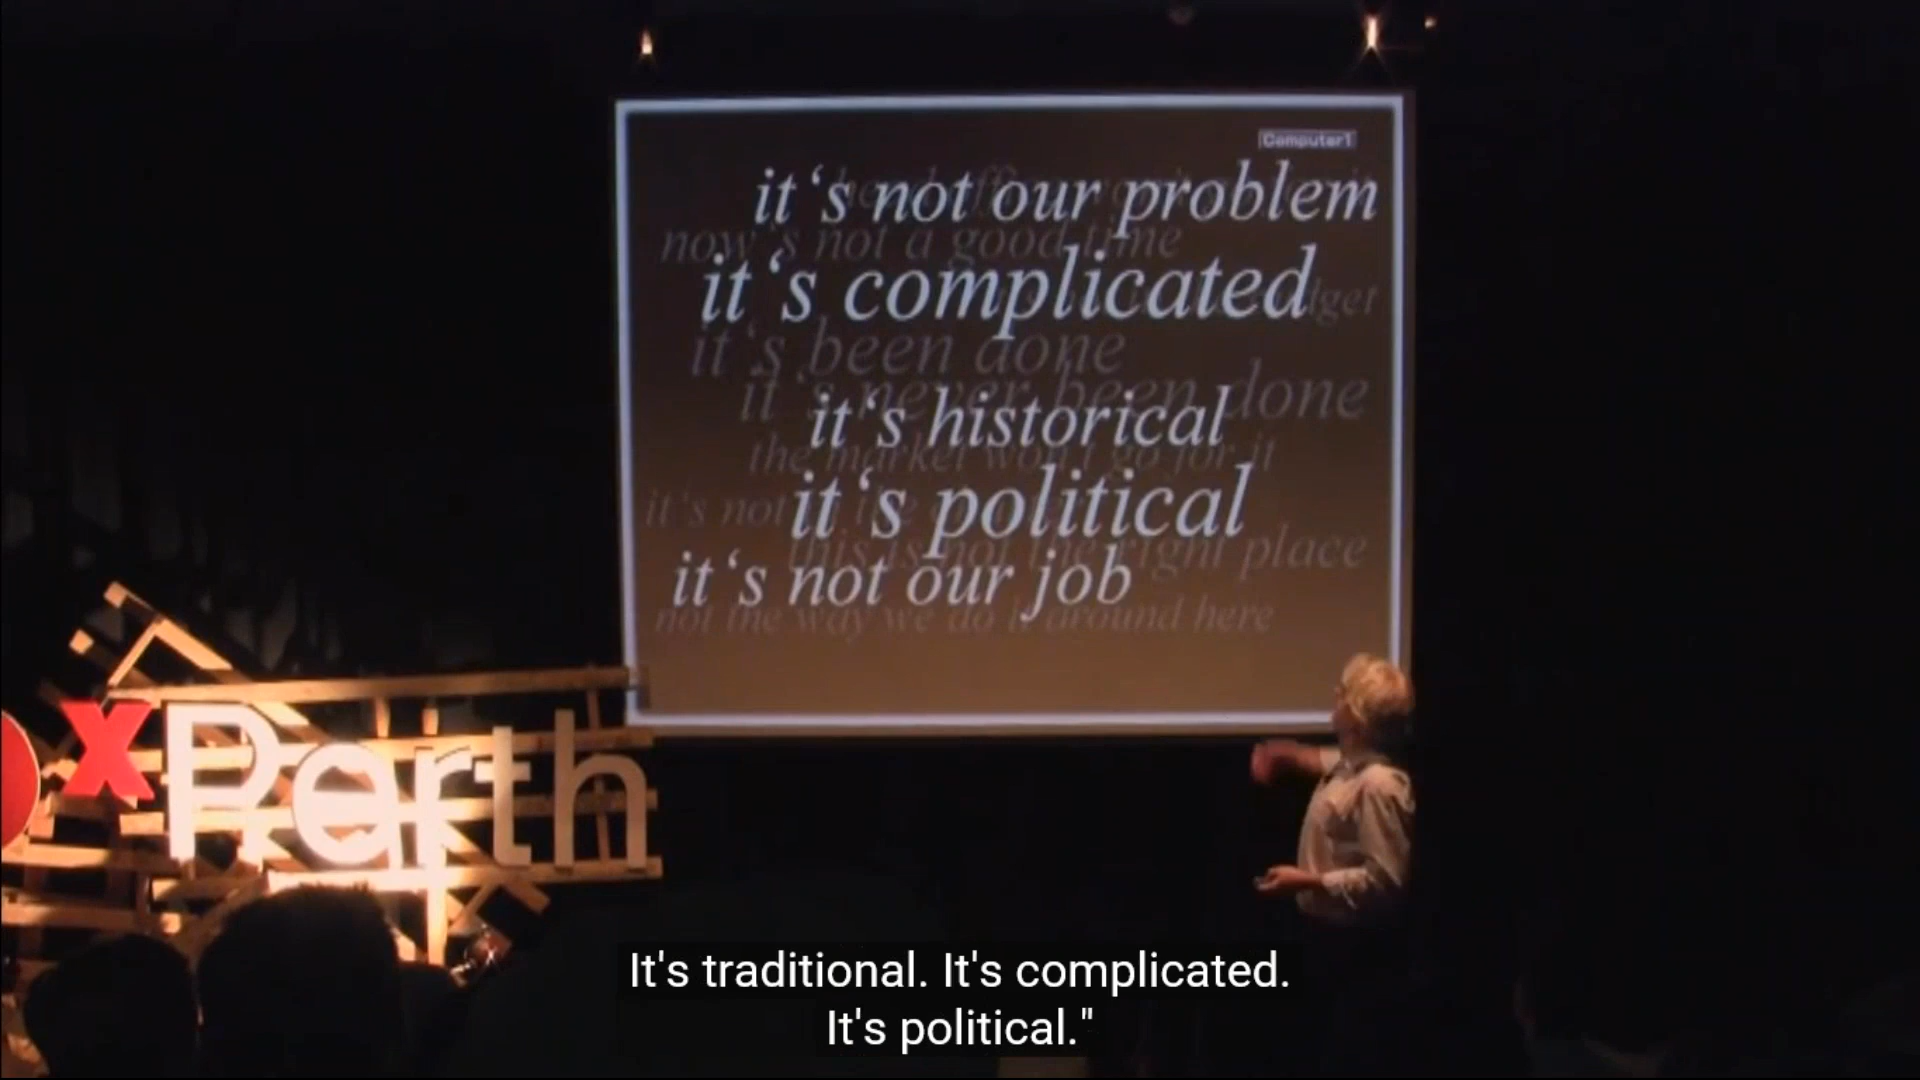 Computer1
it‘s not our problem
now‘s not a good time
it‘s complicated
it‘s been done
it‘s never been done
it‘s historical
the market won't go for it
it‘s political
it's not
this is not the right place
it‘s not our job
not the way we do it around here
xPerth
It's traditional. It's complicated.
It's political."